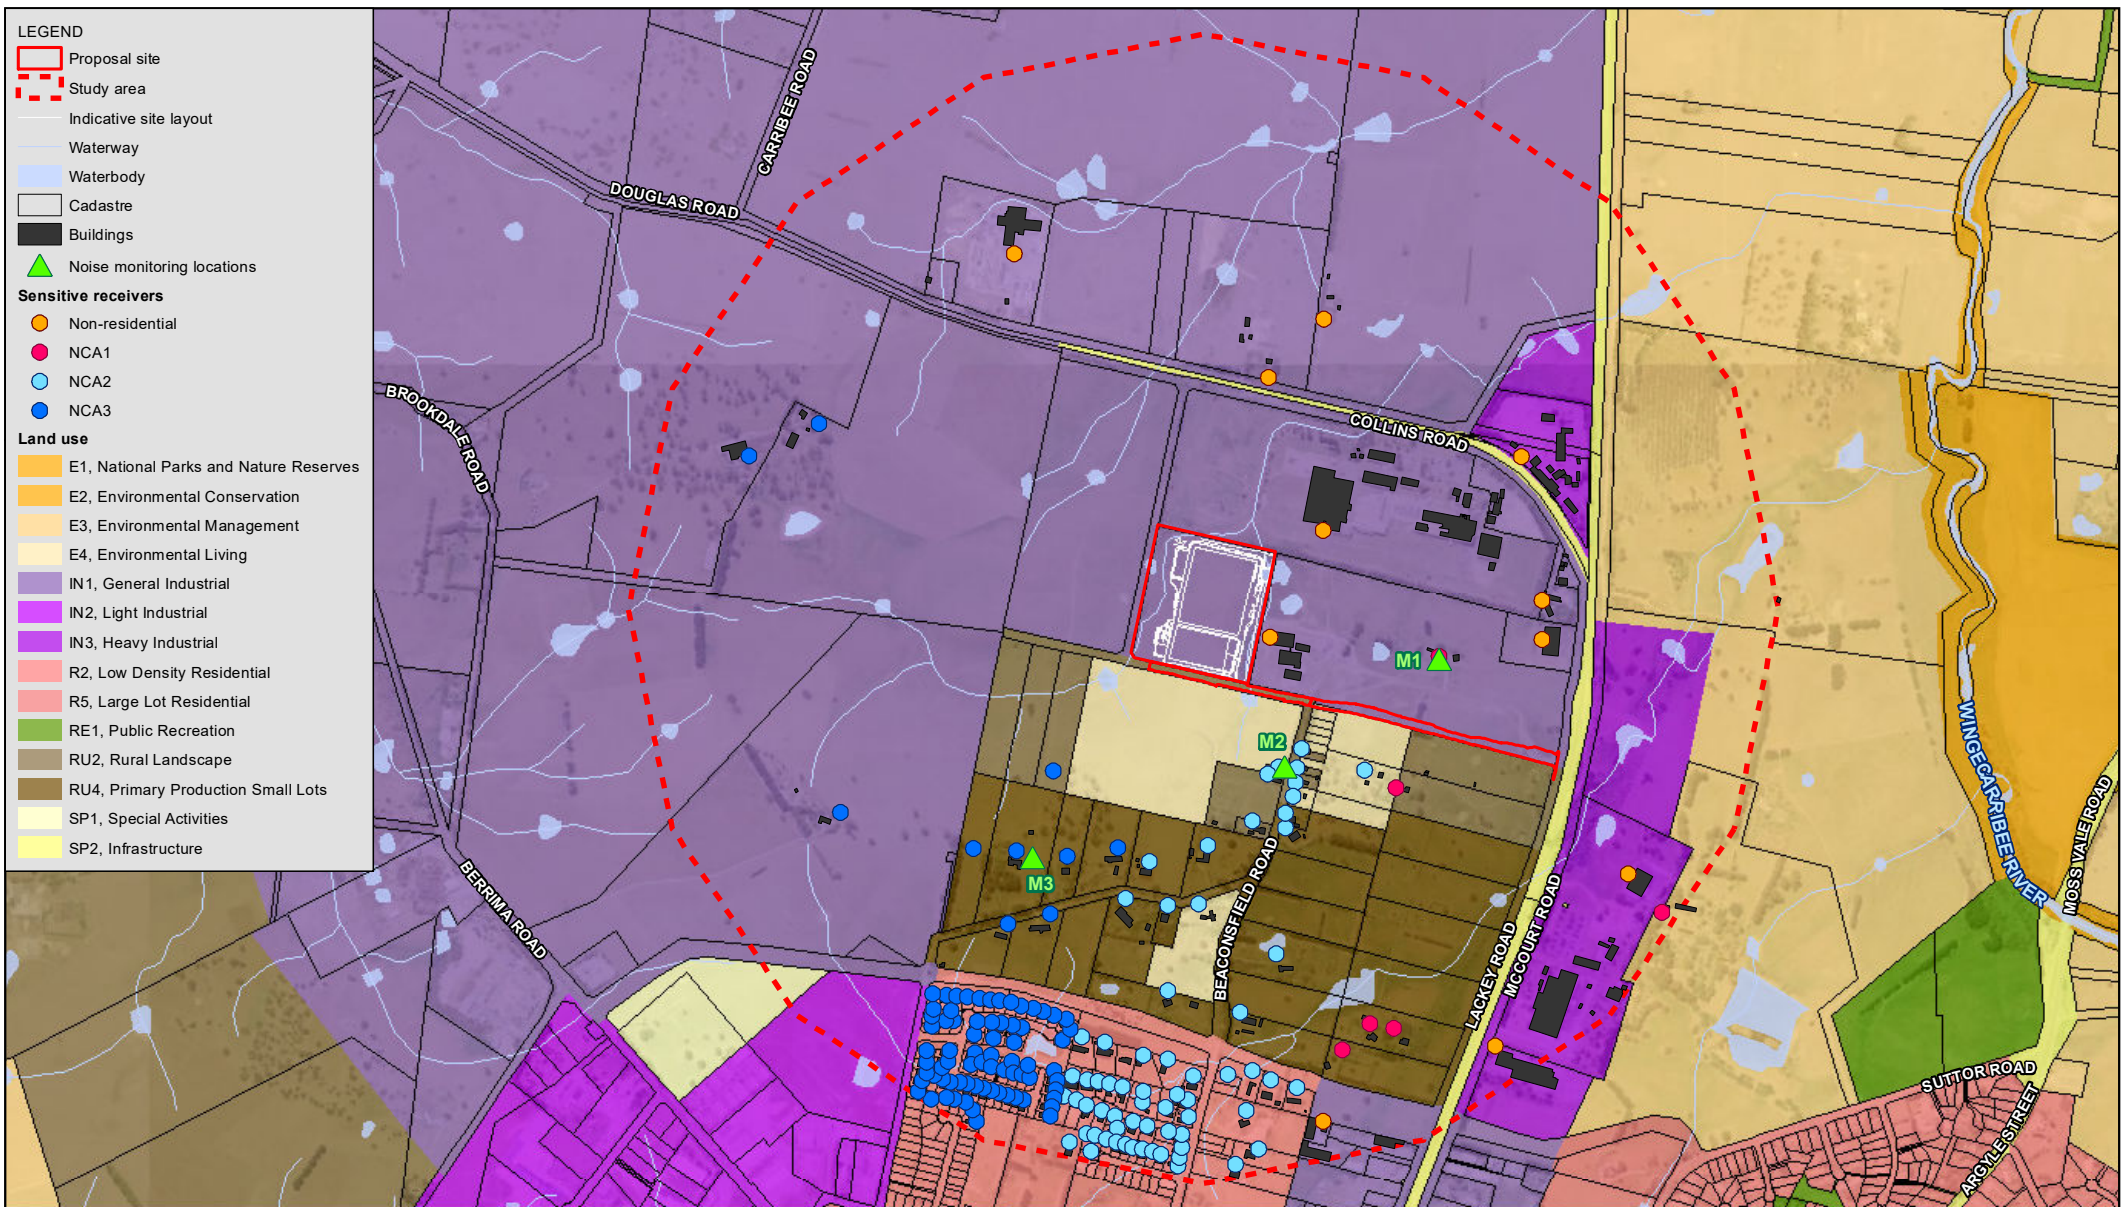 LEGEND
Proposal site
Study area
Indicative site layout
Waterway
Waterbody
Cadastre
Buildings
Noise monitoring locations
Sensitive receivers
Non-residential
NCA1
NCA2
NCA3
Land use
E1, National Parks and Nature Reserves
E2, Environmental Conservation
E3, Environmental Management
E4, Environmental Living
IN1, General Industrial
IN2, Light Industrial
IN3, Heavy Industrial
R2, Low Density Residential
R5, Large Lot Residential
RE1, Public Recreation
RU2, Rural Landscape
RU4, Primary Production Small Lots
SP1, Special Activities
SP2, Infrastructure
CARRIBEE ROAD
DOUGLAS ROAD
BROOKDALE ROAD
COLLINS ROAD
M1
M2
M3
BERRIMA ROAD
BEACONSFIELD ROAD
LACKEY ROAD
MCCOURT ROAD
WINGECARRIBEE RIVER
MOSS VALE ROAD
SUTTOR ROAD
ARGYLE STREET